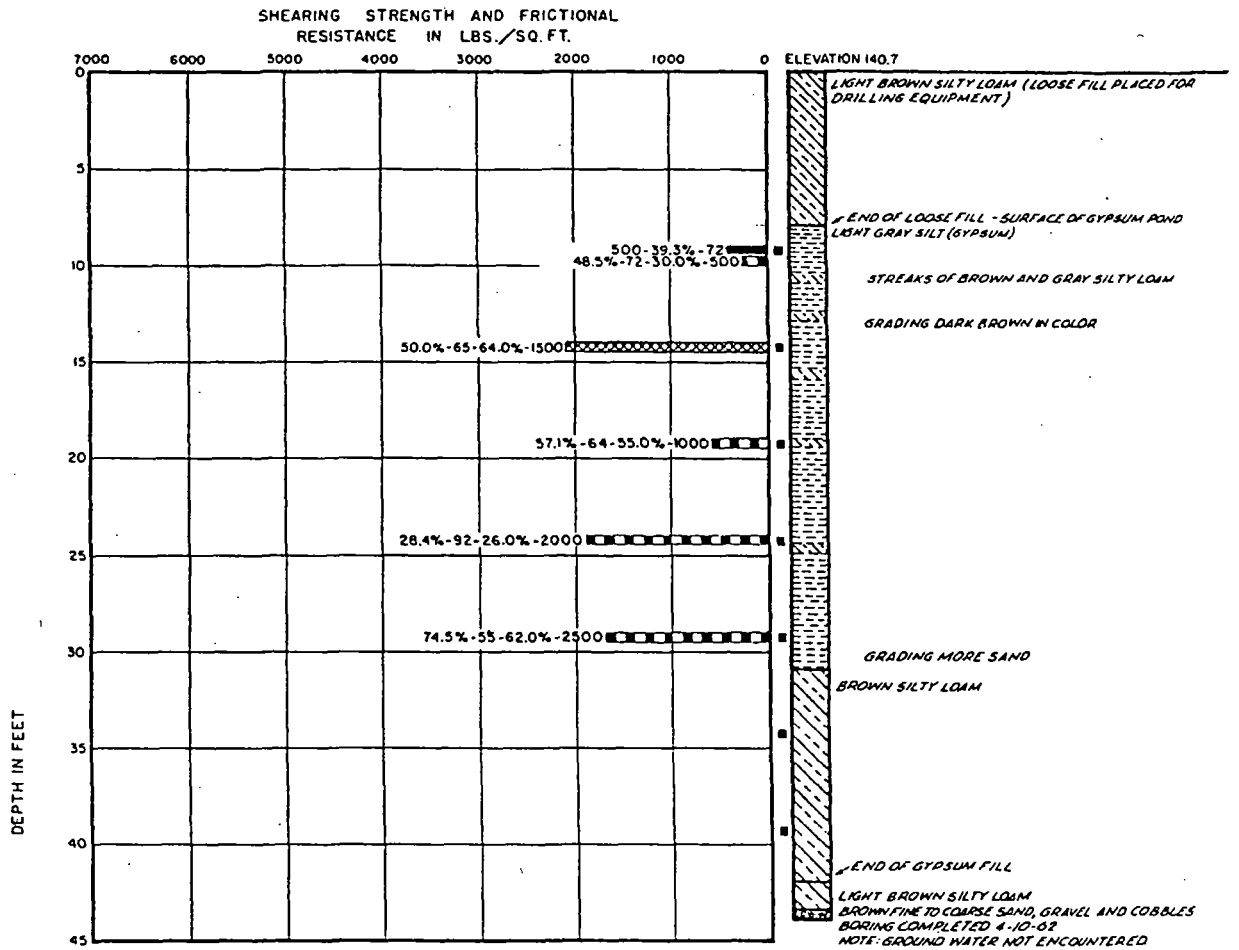 SHEARING STRENGTH AND FRICTIONAL
RESISTANCE IN LBS./SQ. FT.
7000 6000 5000 4000 3000 2000 1000 0 ELEVATION 140.7
0
LIGHT BROWN SILTY LOAM (LOOSE FILL PLACED FOR
DRILLING EQUIPMENT)
5
END OF LOOSE FILL - SURFACE OF GYPSUM POND
LIGHT GRAY SILT (GYPSUM)
500-39.3%-72
48.5%-72-30.0%-500
10
STREAKS OF BROWN AND GRAY SILTY LOAM
GRADING DARK BROWN IN COLOR
50.0%-65-64.0%-1500
15
57.1%-64-55.0%-1000
20
28.4%-92-26.0%-2000
25
74.5%-55-62.0%-2500
30
GRADING MORE SAND
BROWN SILTY LOAM
35
DEPTH IN FEET
40
END OF GYPSUM FILL
LIGHT BROWN SILTY LOAM
BROWN FINE TO COARSE SAND, GRAVEL AND COBBLES
BORING COMPLETED 4-10-62
NOTE: GROUND WATER NOT ENCOUNTERED
45